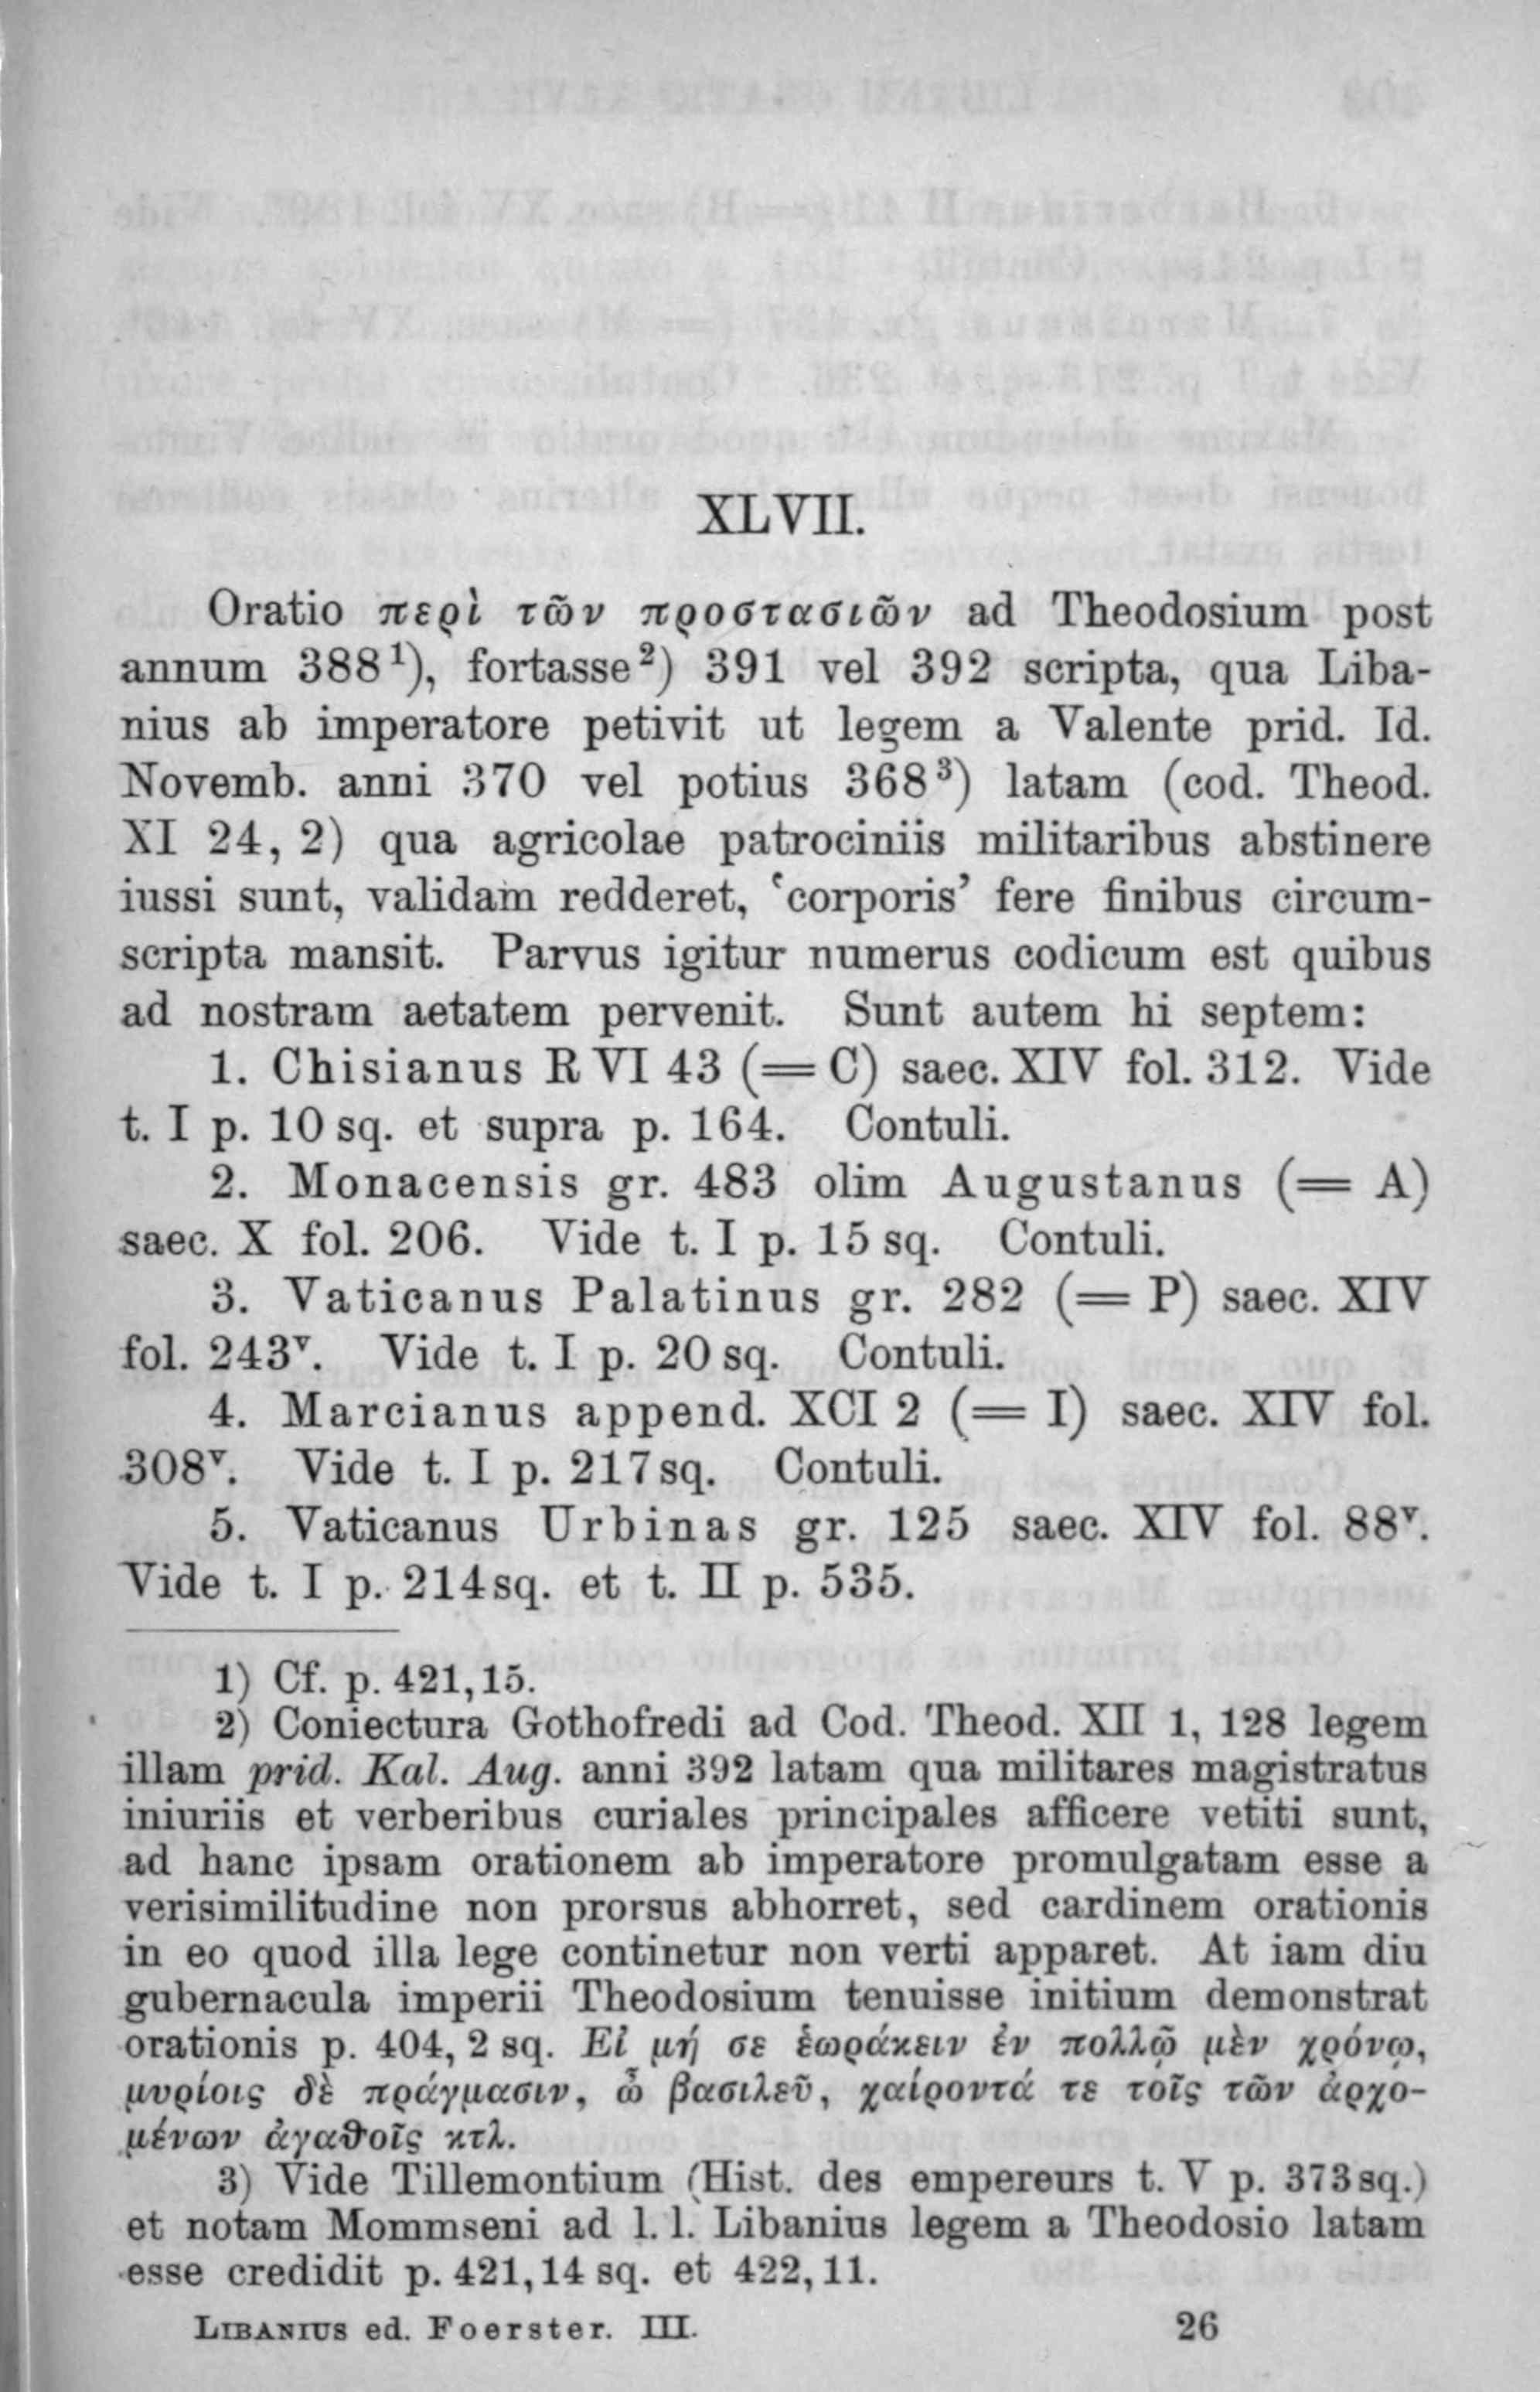 XLVII.
Oratio περὶ τῶν προστασιῶν ad Theodosium post
annum 388¹), fortasse²) 391 vel 392 scripta, qua Liba-
nius ab imperatore petivit ut legem a Valente prid. Id.
Novemb. anni 370 vel potius 368³) latam (cod. Theod.
XI 24, 2) qua agricolae patrociniis militaribus abstinere
iussi sunt, validam redderet, ‘corporis’ fere finibus circum-
scripta mansit. Parvus igitur numerus codicum est quibus
ad nostram aetatem pervenit. Sunt autem hi septem:
1. Chisianus R VI 43 (= C) saec. XIV fol. 312. Vide
t. I p. 10 sq. et supra p. 164. Contuli.
2. Monacensis gr. 483 olim Augustanus (= A)
saec. X fol. 206. Vide t. I p. 15 sq. Contuli.
3. Vaticanus Palatinus gr. 282 (= P) saec. XIV
fol. 243ᵛ. Vide t. I p. 20 sq. Contuli.
4. Marcianus append. XCI 2 (= I) saec. XIV fol.
308ᵛ. Vide t. I p. 217 sq. Contuli.
5. Vaticanus Urbinas gr. 125 saec. XIV fol. 88ᵛ.
Vide t. I p. 214 sq. et t. II p. 535.
1) Cf. p. 421, 15.
2) Coniectura Gothofredi ad Cod. Theod. XII 1, 128 legem
illam prid. Kal. Aug. anni 392 latam qua militares magistratus
iniuriis et verberibus curiales principales afficere vetiti sunt,
ad hanc ipsam orationem ab imperatore promulgatam esse a
verisimilitudine non prorsus abhorret, sed cardinem orationis
in eo quod illa lege continetur non verti apparet. At iam diu
gubernacula imperii Theodosium tenuisse initium demonstrat
orationis p. 404, 2 sq. Εἰ μή σε ἑωράκειν ἐν πολλῷ μὲν χρόνῳ,
μυρίοις δὲ πράγμασιν, ὦ βασιλεῦ, χαίροντά τε τοῖς τῶν ἀρχο-
μένων ἀγαθοῖς κτλ.
3) Vide Tillemontium (Hist. des empereurs t. V p. 373 sq.)
et notam Mommseni ad l. l. Libanius legem a Theodosio latam
esse credidit p. 421, 14 sq. et 422, 11.
LIBANIUS ed. Foerster. III. 26